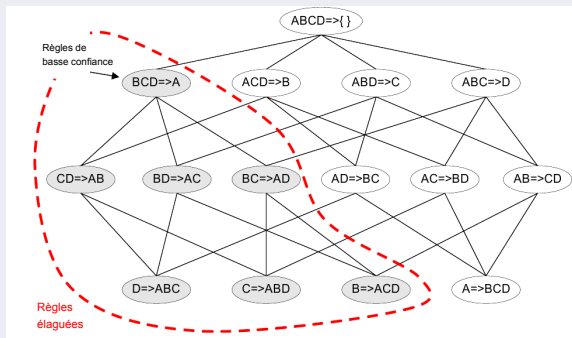 ABCD=>{ }
Règles de
basse confiance
BCD=>A
ACD=>B
ABD=>C
ABC=>D
CD=>AB
BD=>AC
BC=>AD
AD=>BC
AC=>BD
AB=>CD
D=>ABC
C=>ABD
B=>ACD
A=>BCD
Règles
élaguées